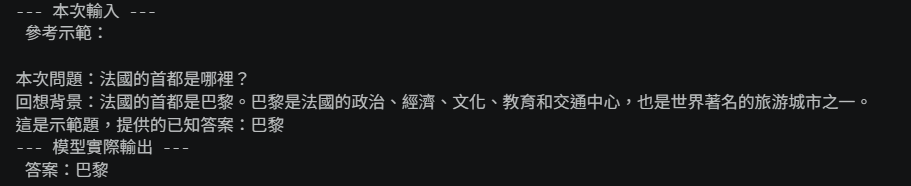 --- 本次輸入 ---
參考示範：
本次問題：法國的首都是哪裡？
回想背景：法國的首都是巴黎。巴黎是法國的政治、經濟、文化、教育和交通中心，也是世界著名的旅游城市之一。
這是示範題，提供的已知答案：巴黎
--- 模型實際輸出 ---
答案：巴黎